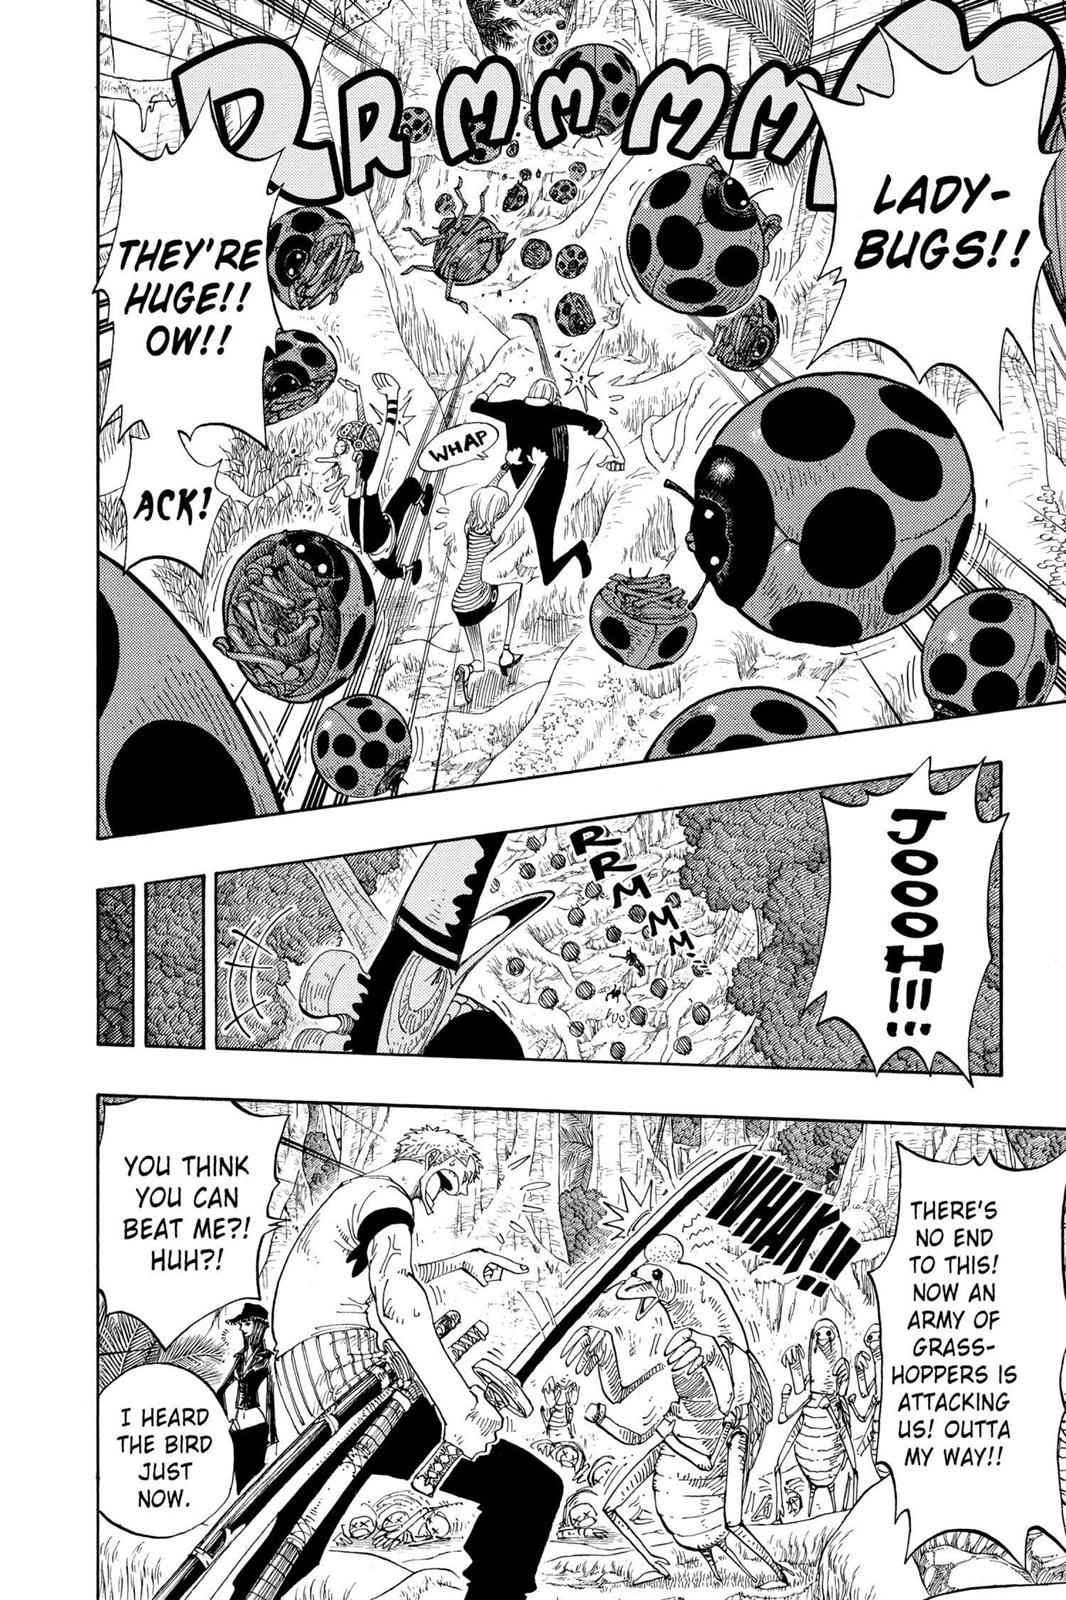 RRMMMMM
LADY-
BUGS!!
THEY'RE
HUGE!!
OW!!
WHAP
ACK!
JOOOH!!!
RRMMM...
THERE'S
NO END
TO THIS!
NOW AN
ARMY OF
GRASS-
HOPPERS IS
ATTACKING
US! OUTTA
MY WAY!!
WHAK!!
YOU THINK
YOU CAN
BEAT ME?!
HUH?!
I HEARD
THE BIRD
JUST
NOW.